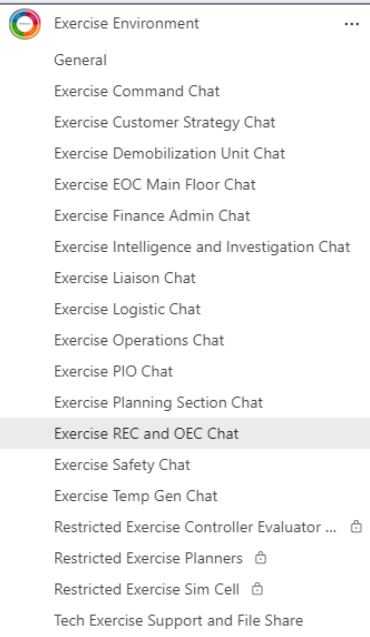 Exercise Environment ...
General
Exercise Command Chat
Exercise Customer Strategy Chat
Exercise Demobilization Unit Chat
Exercise EOC Main Floor Chat
Exercise Finance Admin Chat
Exercise Intelligence and Investigation Chat
Exercise Liaison Chat
Exercise Logistic Chat
Exercise Operations Chat
Exercise PIO Chat
Exercise Planning Section Chat
Exercise REC and OEC Chat
Exercise Safety Chat
Exercise Temp Gen Chat
Restricted Exercise Controller Evaluator ...
Restricted Exercise Planners
Restricted Exercise Sim Cell
Tech Exercise Support and File Share